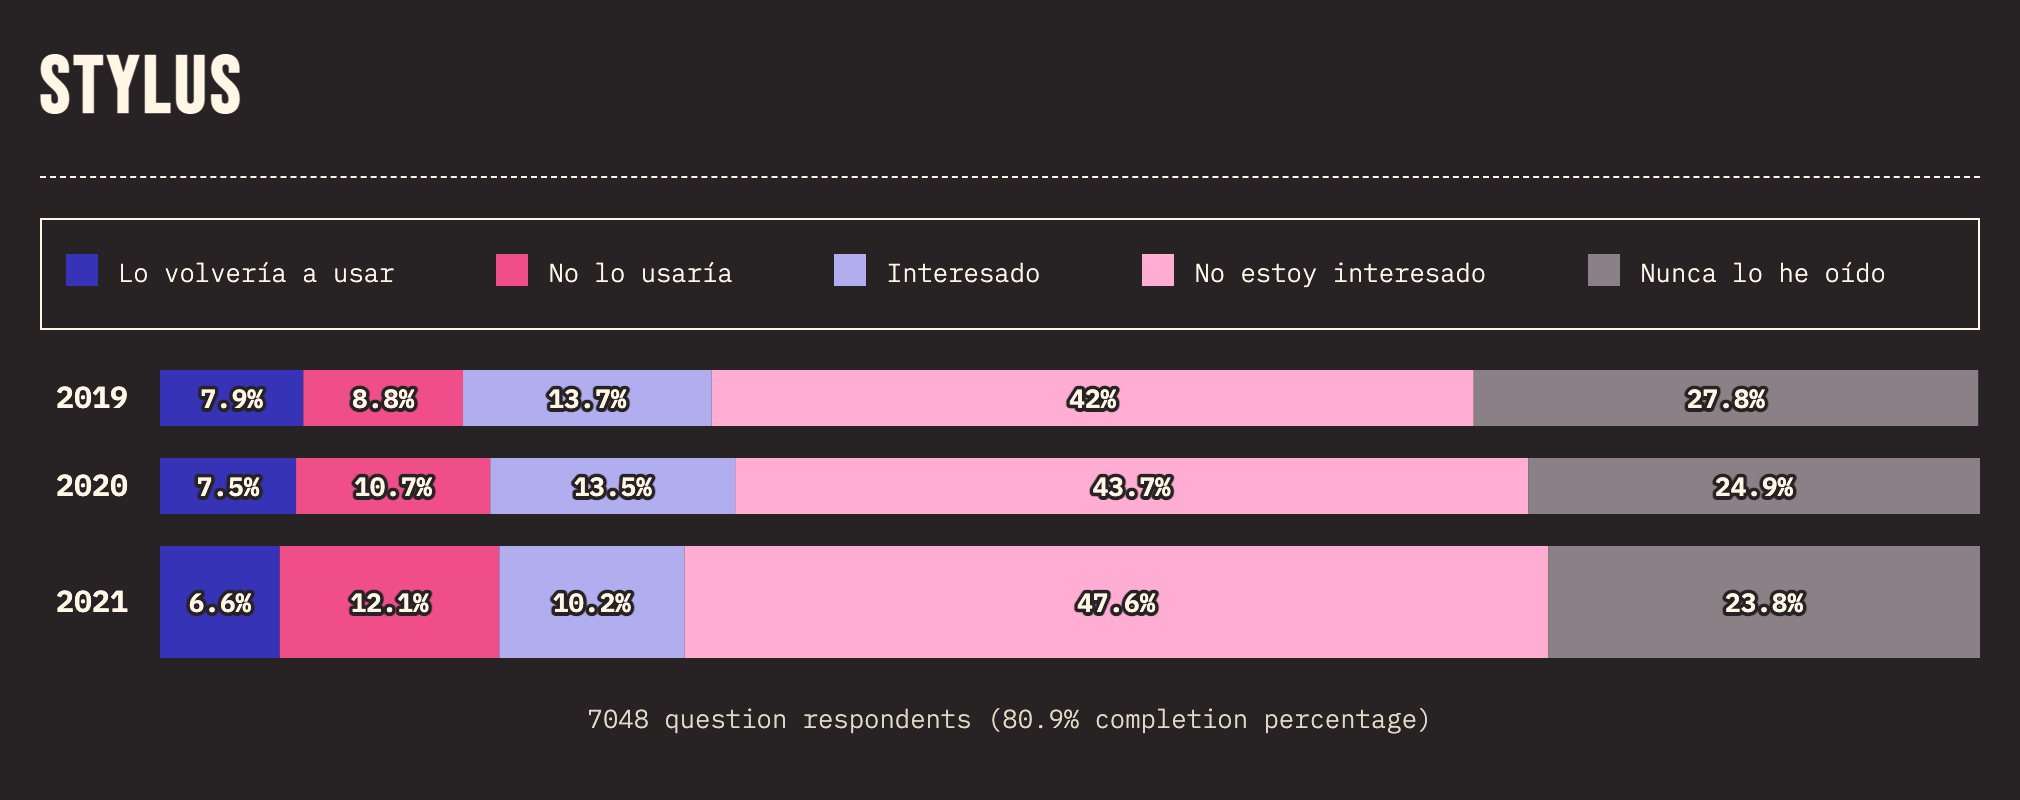 STYLUS
Lo volvería a usar No lo usaría Interesado No estoy interesado Nunca lo he oído
2019 7.9% 8.8% 13.7% 42% 27.8%
2020 7.5% 10.7% 13.5% 43.7% 24.9%
2021 6.6% 12.1% 10.2% 47.6% 23.8%
7048 question respondents (80.9% completion percentage)